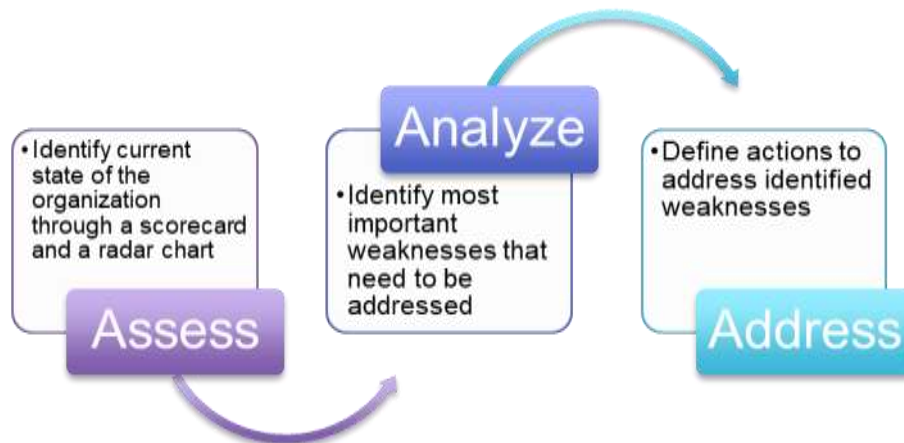 • Identify current
state of the
organization
through a scorecard
and a radar chart
Assess
Analyze
• Identify most
important
weaknesses that
need to be
addressed
• Define actions to
address identified
weaknesses
Address